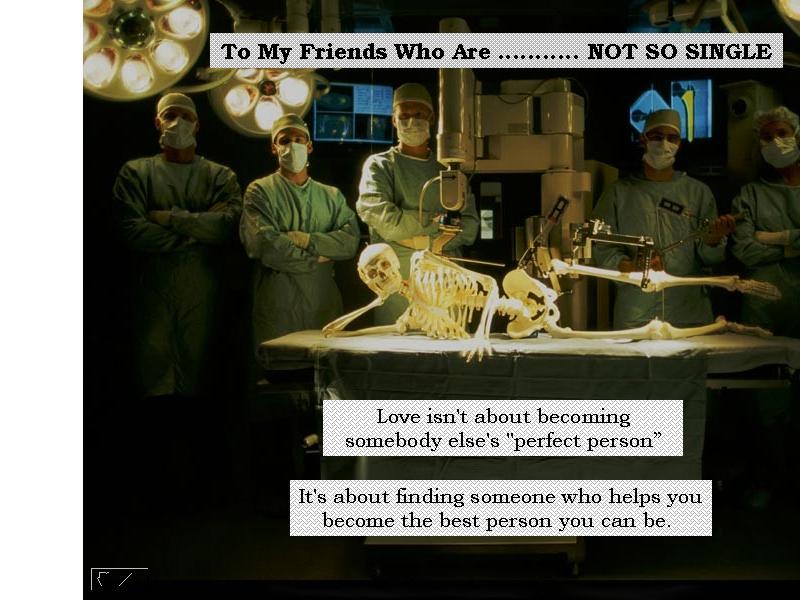 To My Friends Who Are ........... NOT SO SINGLE
Love isn't about becoming
somebody else's "perfect person”
It's about finding someone who helps you
become the best person you can be.